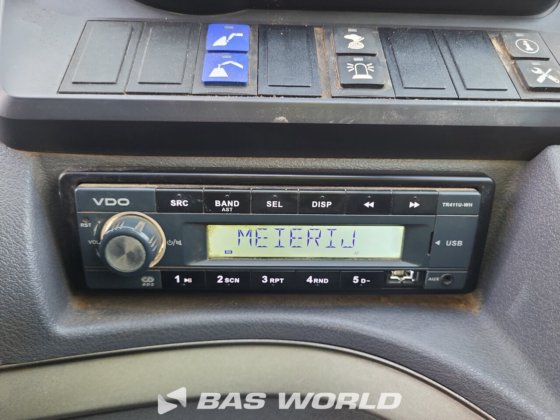 VDO SRC BAND SEL DISP ◄◄ ►► TR411U-WH
AST
RST
VOL
MEIERIJ
USB
ADS 1 2 SCN 3 RPT 4 RND 5 D~ AUX
BAS WORLD